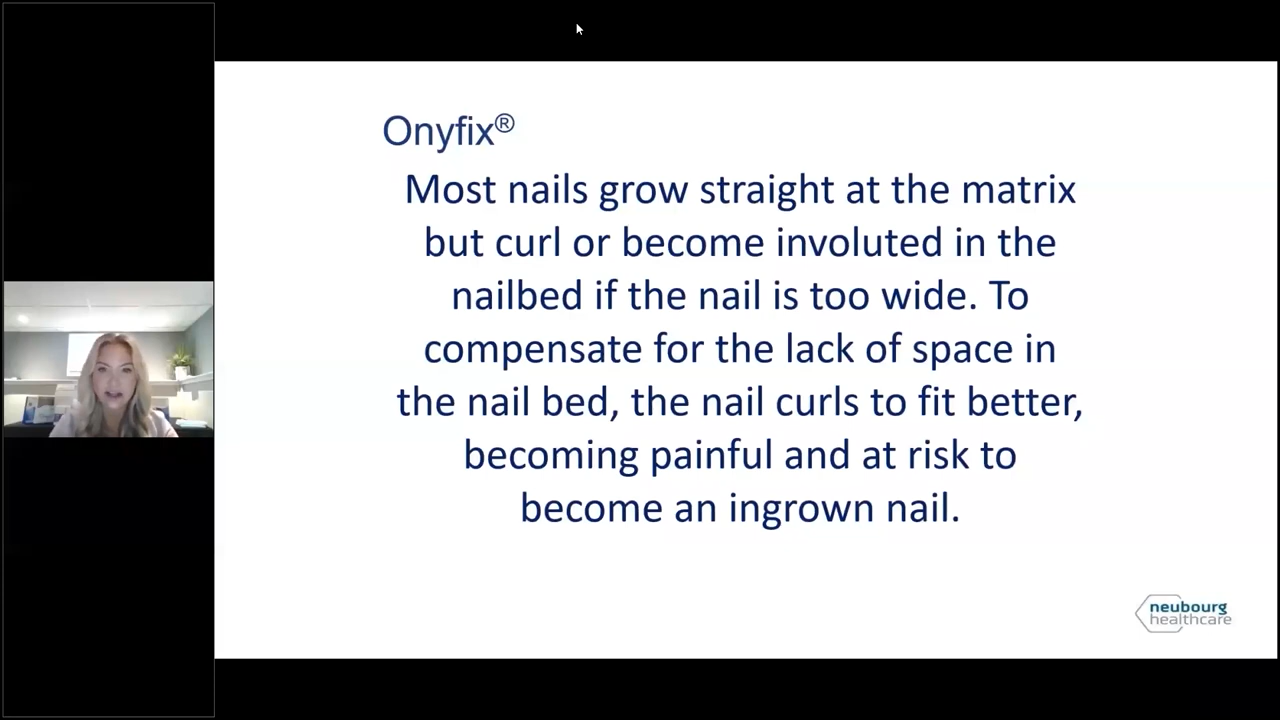 Onyfix®
Most nails grow straight at the matrix
but curl or become involuted in the
nailbed if the nail is too wide. To
compensate for the lack of space in
the nail bed, the nail curls to fit better,
becoming painful and at risk to
become an ingrown nail.
neubourg
healthcare